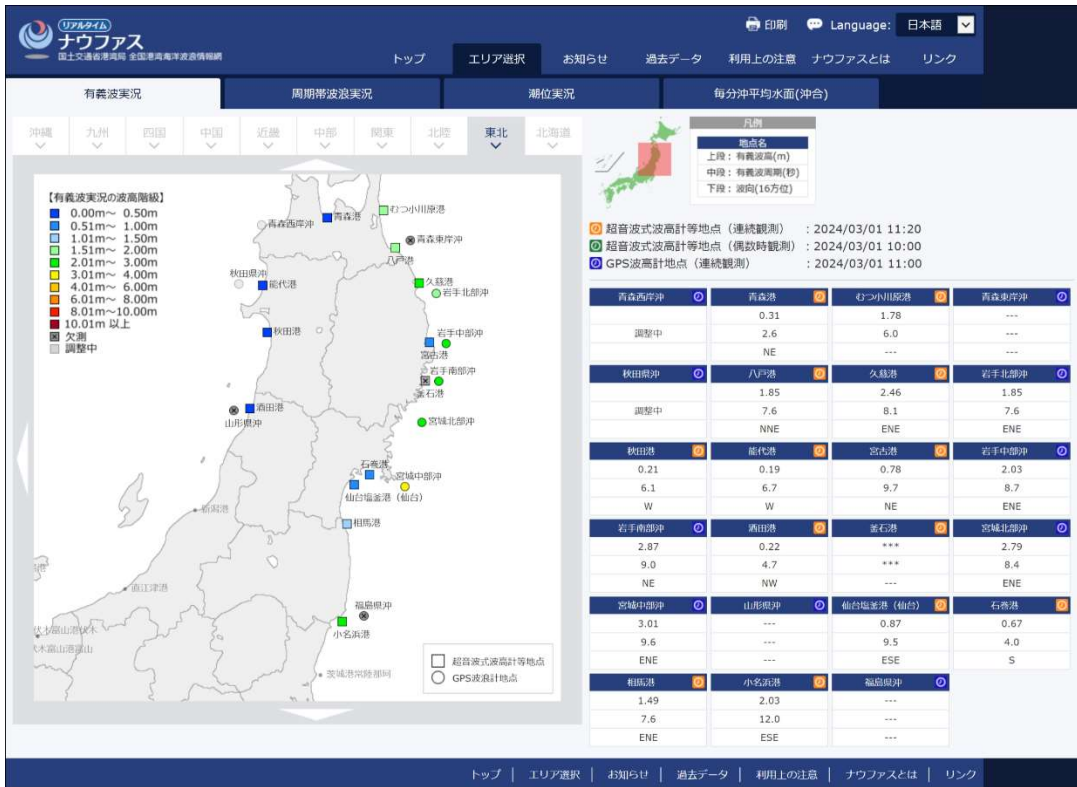 リアルタイム
ナウファス
国土交通省港湾局 全国港湾海洋波浪情報網
印刷 Language: 日本語
トップ エリア選択 お知らせ 過去データ 利用上の注意 ナウファスとは リンク
有義波実況 周期帯波浪実況 潮位実況 毎分沖平均水面(沖合)
沖縄 九州 四国 中国 近畿 中部 関東 北陸 東北 北海道
【有義波実況の波高階級】
0.00m～ 0.50m
0.51m～ 1.00m
1.01m～ 1.50m
1.51m～ 2.00m
2.01m～ 3.00m
3.01m～ 4.00m
4.01m～ 6.00m
6.01m～ 8.00m
8.01m～10.00m
10.01m 以上
欠測
調整中
むつ小川原港
青森港
青森西岸沖
青森東岸沖
八戸港
秋田県沖
能代港
久慈港
岩手北部沖
秋田港
岩手中部沖
宮古港
岩手南部沖
釜石港
酒田港
山形県沖
宮城北部沖
石巻港
宮城中部沖
仙台塩釜港（仙台）
新潟港
相馬港
直江津港
福島県沖
小名浜港
伏木富山港伏木
伏木富山港富山
茨城港常陸那珂
超音波式波高計等地点
GPS波浪計地点
凡例
地点名
上段：有義波高(m)
中段：有義波周期(秒)
下段：波向(16方位)
超音波式波高計等地点（連続観測） : 2024/03/01 11:20
超音波式波高計等地点（偶数時観測）: 2024/03/01 10:00
GPS波高計地点（連続観測） : 2024/03/01 11:00
青森西岸沖 青森港 むつ小川原港 青森東岸沖
0.31 1.78 ---
調整中 2.6 6.0 ---
NE --- ---
秋田県沖 八戸港 久慈港 岩手北部沖
1.85 2.46 1.85
調整中 7.6 8.1 7.6
NNE ENE ENE
秋田港 能代港 宮古港 岩手中部沖
0.21 0.19 0.78 2.03
6.1 6.7 9.7 8.7
W W NE ENE
岩手南部沖 酒田港 釜石港 宮城北部沖
2.87 0.22 *** 2.79
9.0 4.7 *** 8.4
NE NW --- ENE
宮城中部沖 山形県沖 仙台塩釜港（仙台） 石巻港
3.01 --- 0.87 0.67
9.6 --- 9.5 4.0
ENE --- ESE S
相馬港 小名浜港 福島県沖
1.49 2.03 ---
7.6 12.0 ---
ENE ESE ---
トップ | エリア選択 | お知らせ | 過去データ | 利用上の注意 | ナウファスとは | リンク